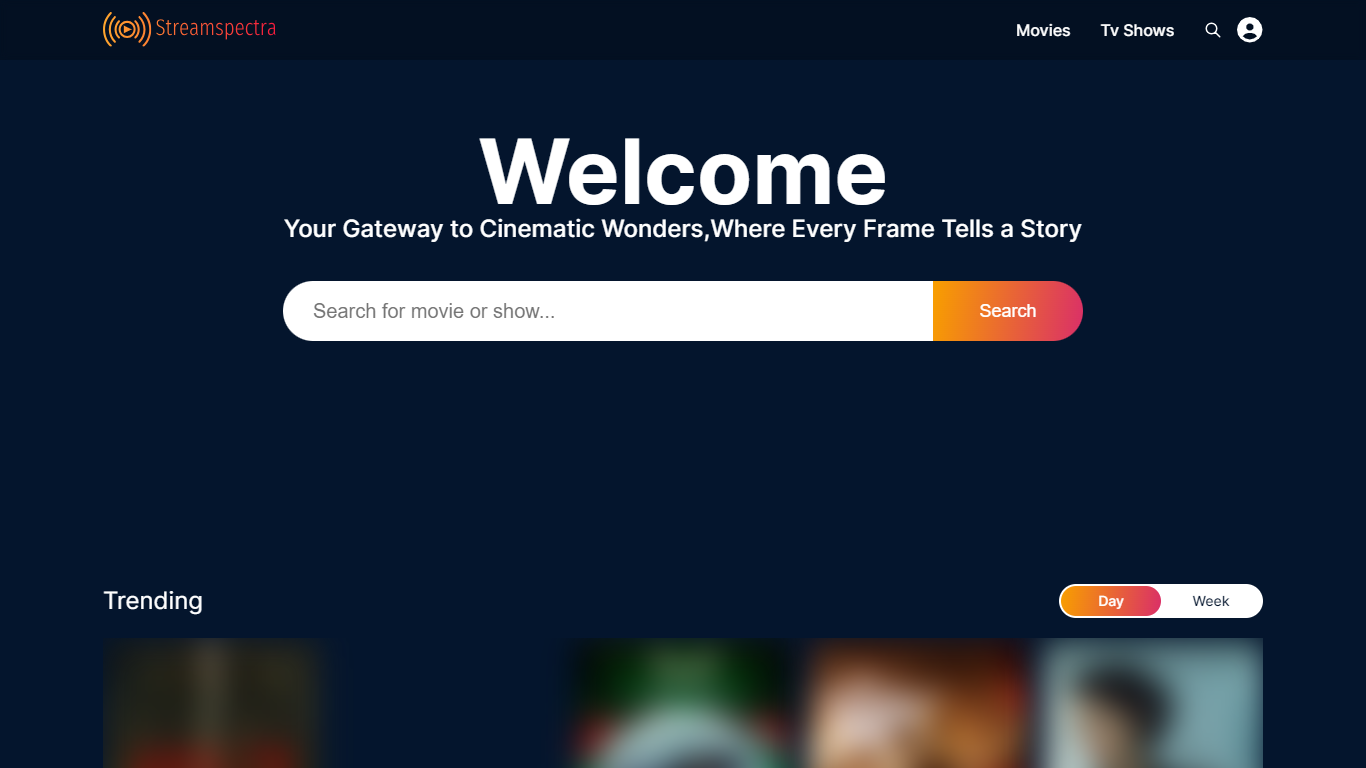 Streamspectra
Movies
Tv Shows
Welcome
Your Gateway to Cinematic Wonders,Where Every Frame Tells a Story
Search for movie or show...
Search
Trending
Day
Week